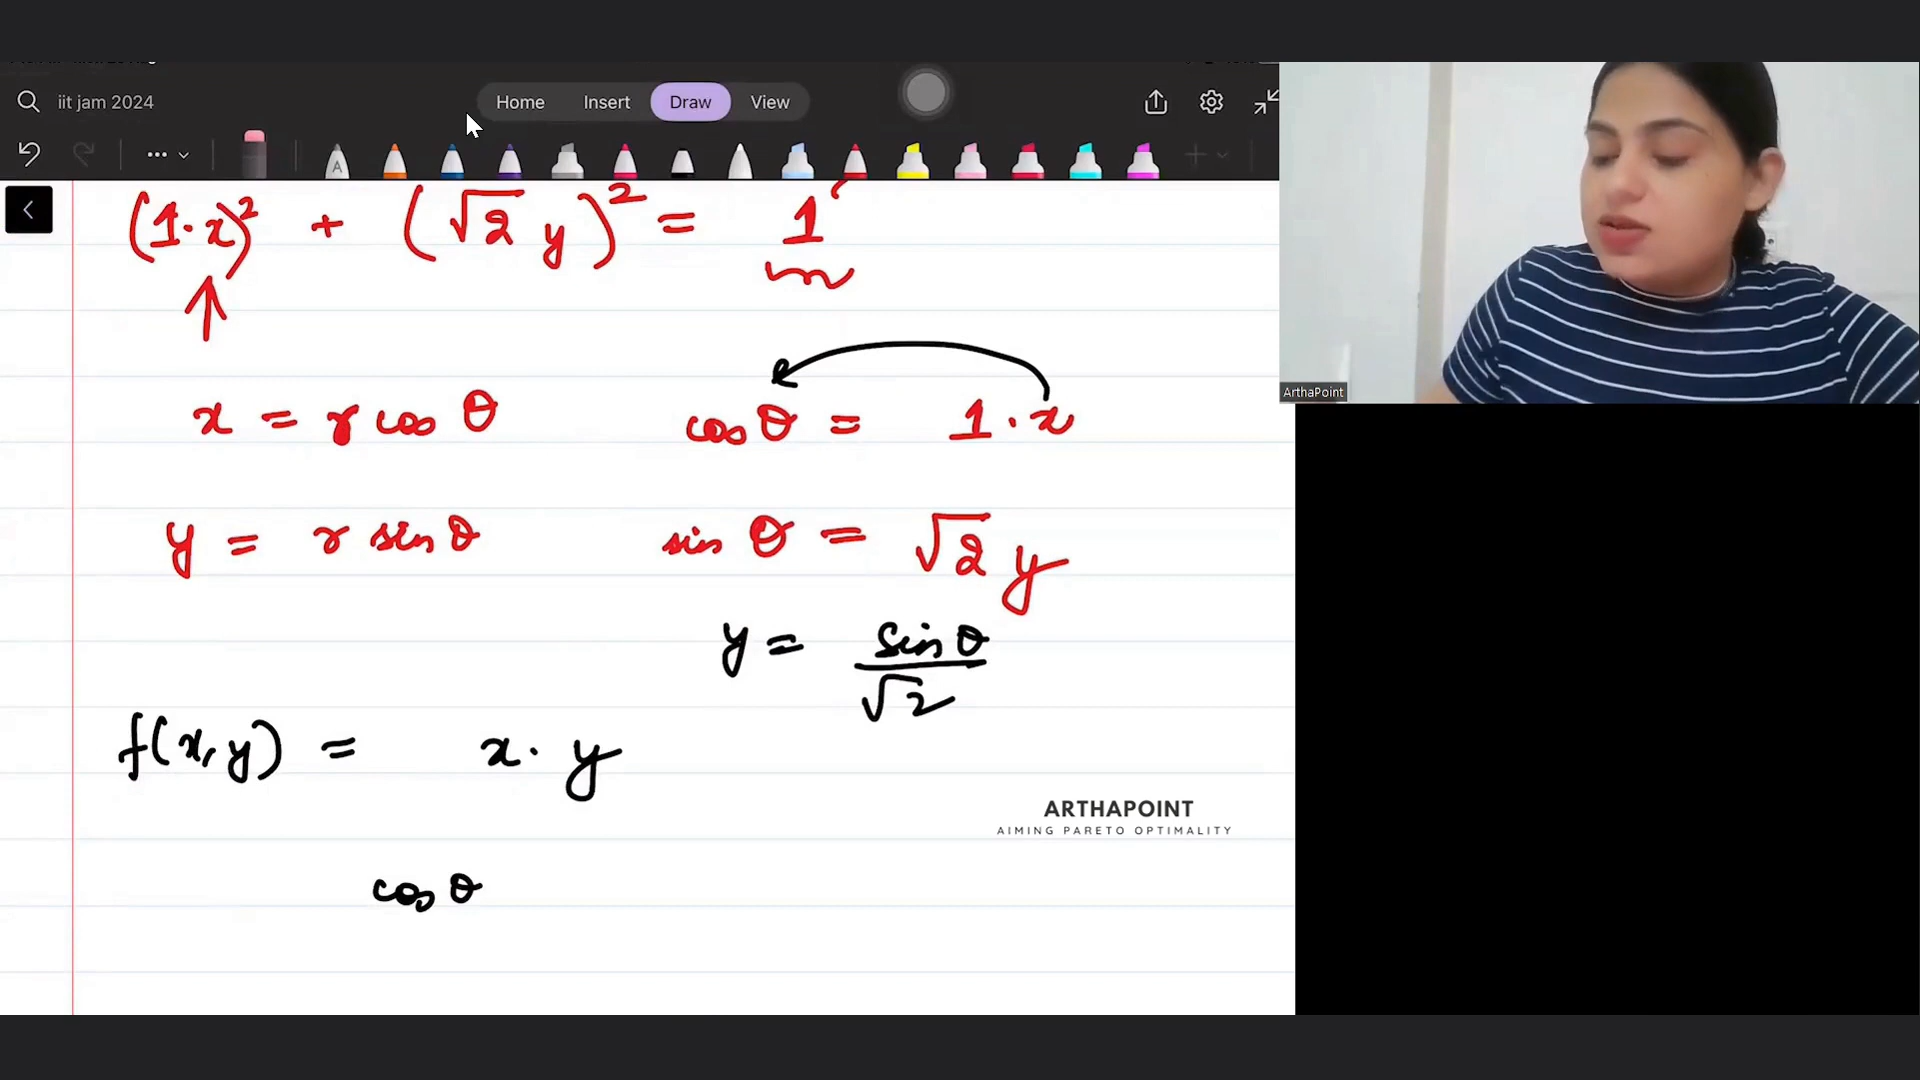 iit jam 2024
Home Insert Draw View
A
(1·x)² + (√2 y)² = 1
x = r cos θ cos θ = 1·x
y = r sin θ sin θ = √2 y
y = sin θ / √2
f(x, y) = x · y
cos θ
ARTHAPOINT
AIMING PARETO OPTIMALITY
ArthaPoint